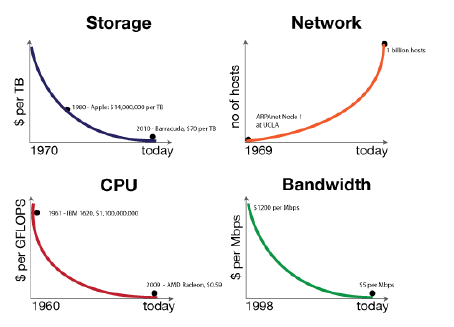 Storage
$ per TB
1980 - Apple: $14,000,000 per TB
2010 - Barracuda, $70 per TB
1970
today
Network
no of hosts
1 billion hosts
ARPAnet Node 1
at UCLA
1969
today
CPU
$ per GFLOPS
1961 - IBM 1620, $1,100,000,000
2009 - AMD Radeon, $0.59
1960
today
Bandwidth
$ per Mbps
$1200 per Mbps
$5 per Mbps
1998
today